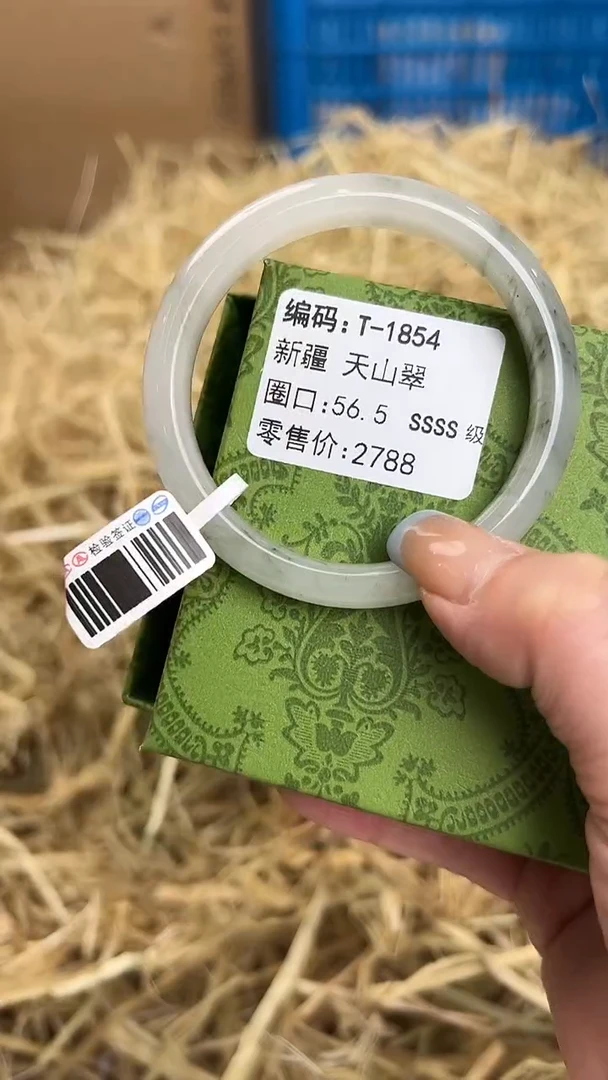 编码:T-1854
新疆 天山翠
圈口:56.5 SSSS级
零售价:2788
检验签证